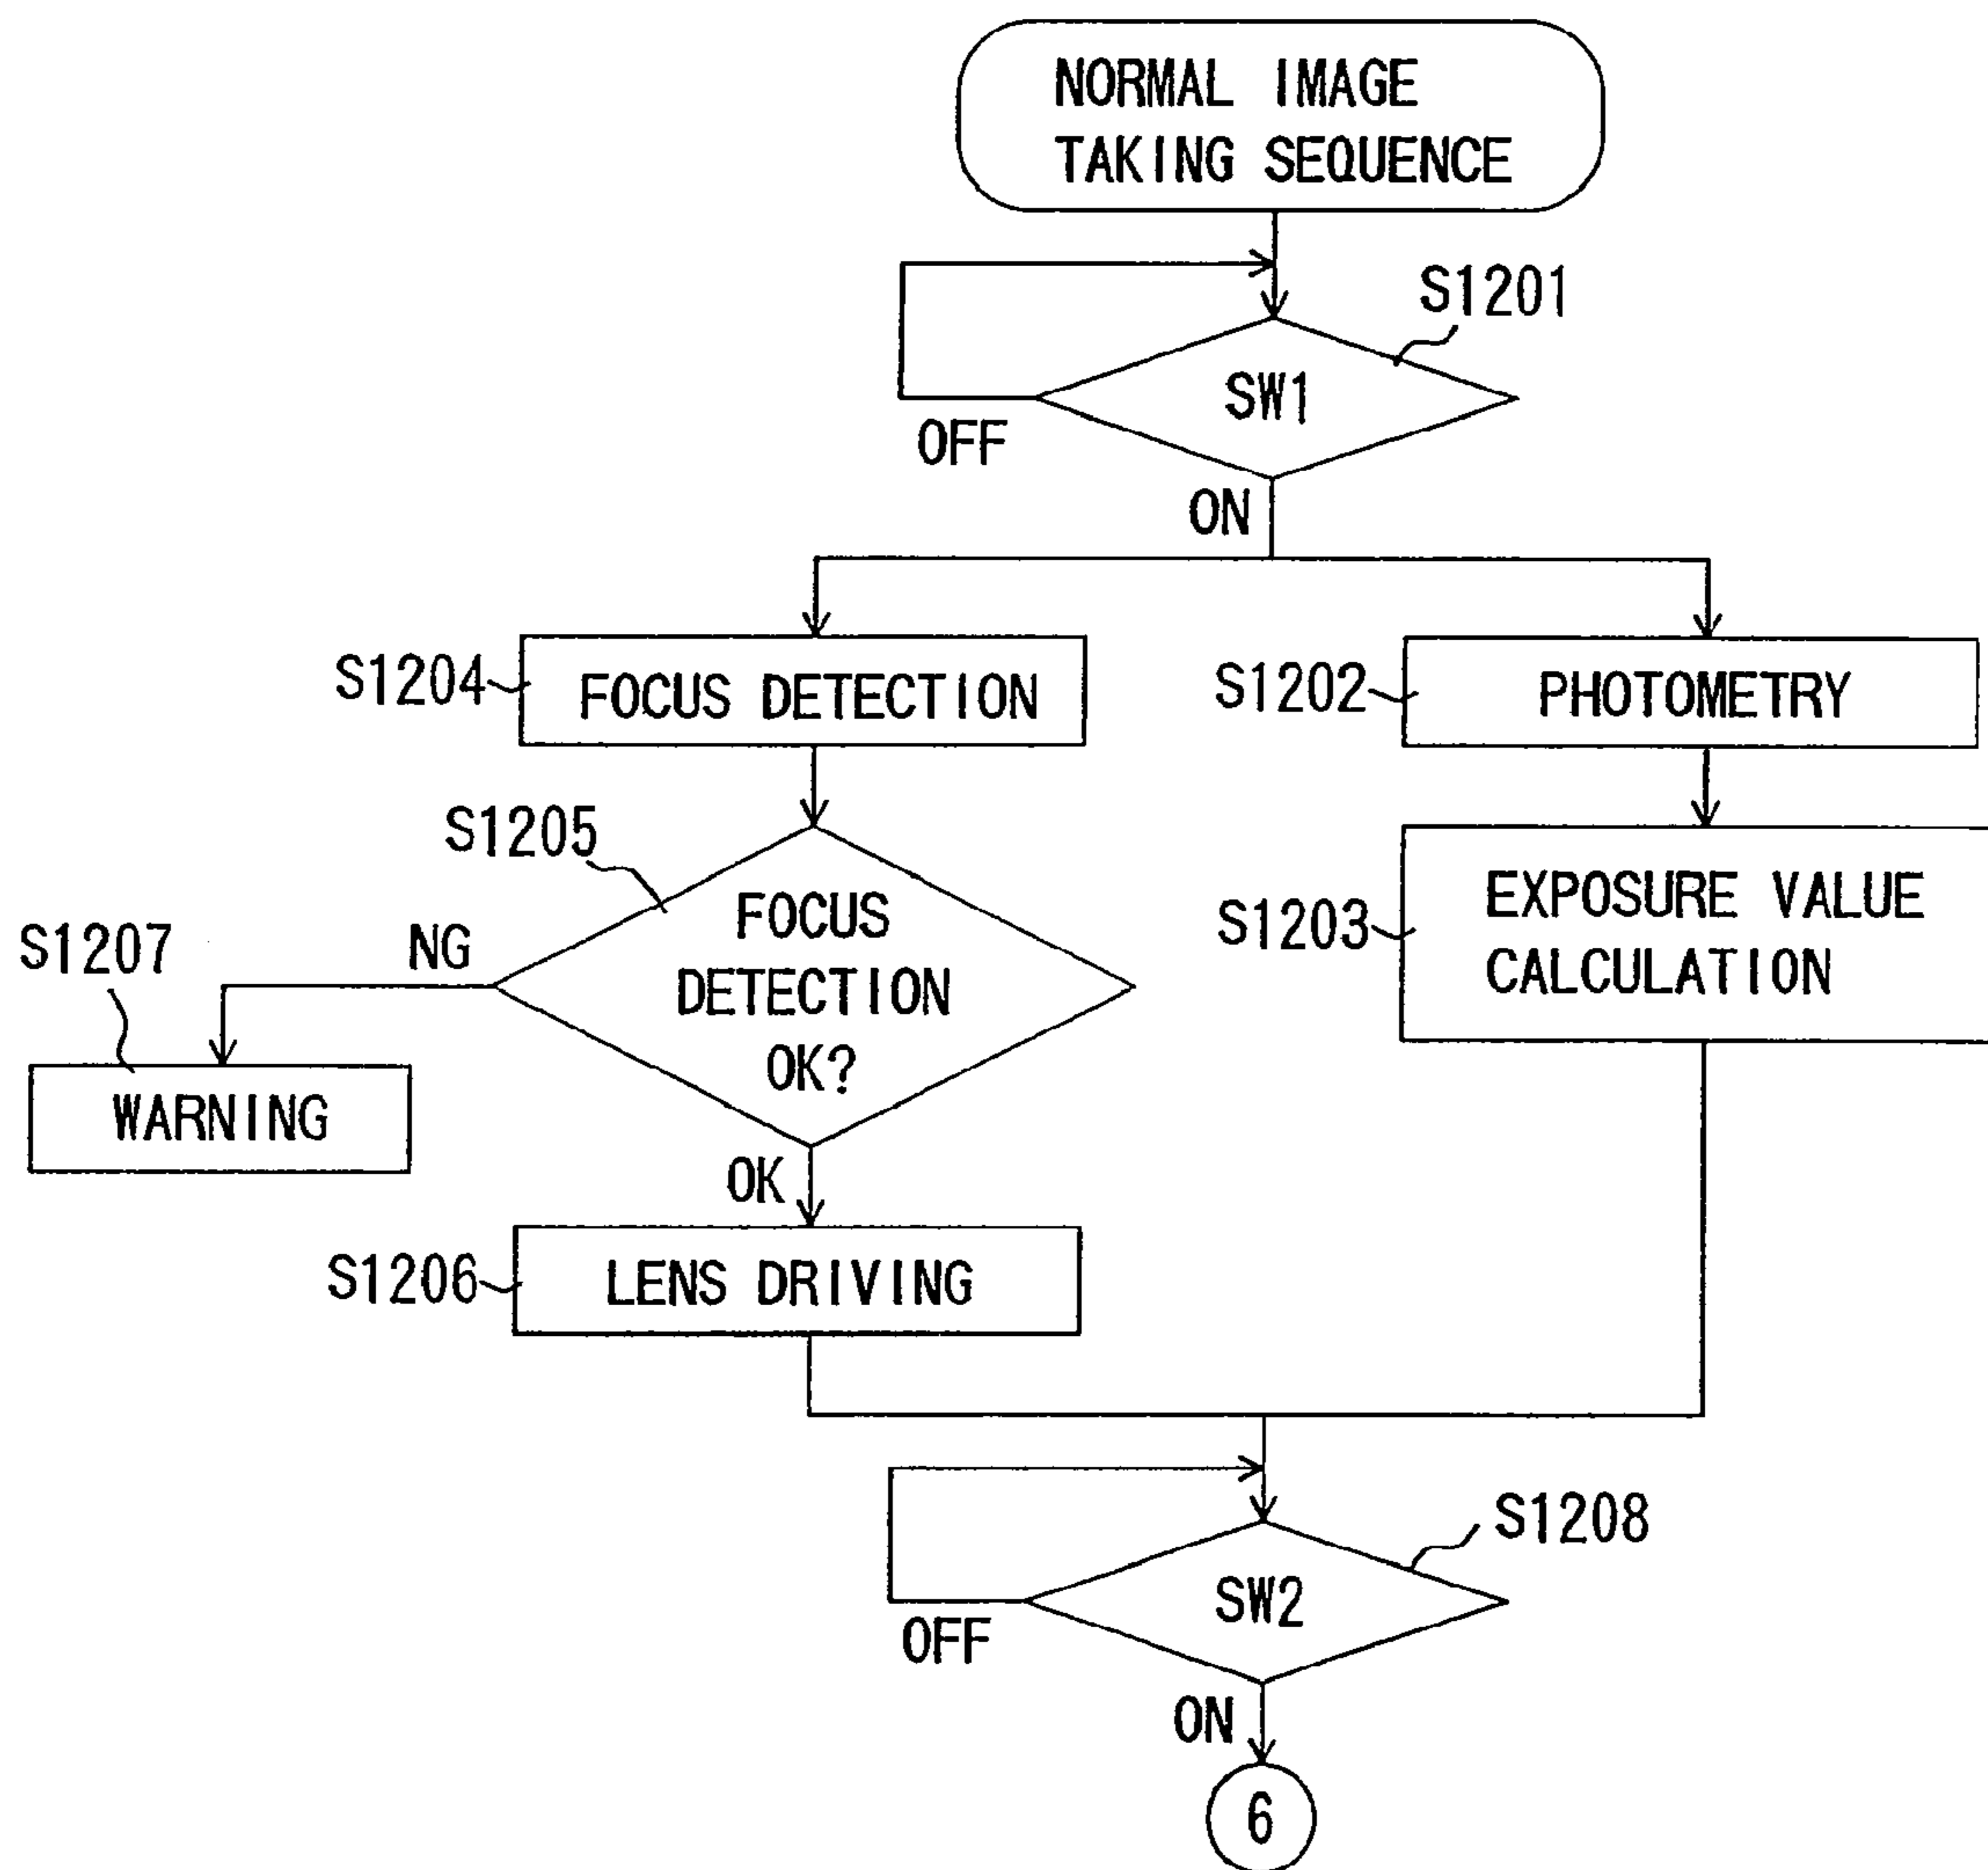 NORMAL IMAGE
TAKING SEQUENCE
S1201
SW1
OFF
ON
S1204
FOCUS DETECTION
S1202
PHOTOMETRY
S1205
FOCUS
DETECTION
OK?
NG
S1207
WARNING
S1203
EXPOSURE VALUE
CALCULATION
OK
S1206
LENS DRIVING
S1208
SW2
OFF
ON
6